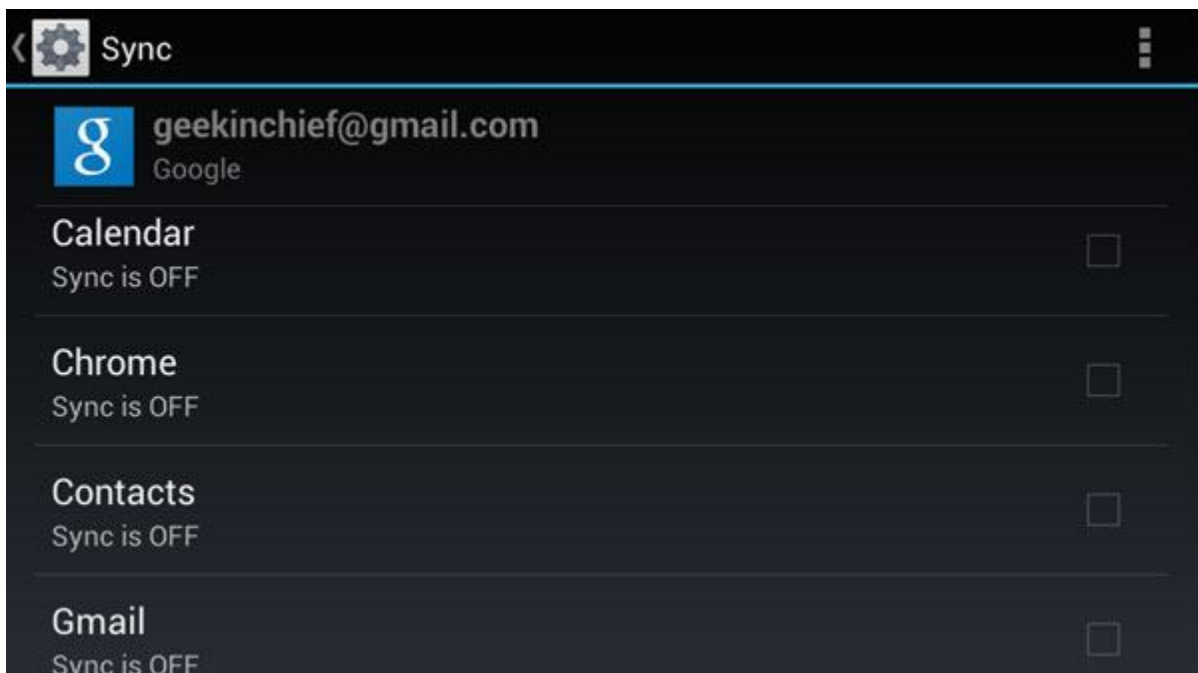 Sync
g
geekinchief@gmail.com
Google
Calendar
Sync is OFF
Chrome
Sync is OFF
Contacts
Sync is OFF
Gmail
Sync is OFF